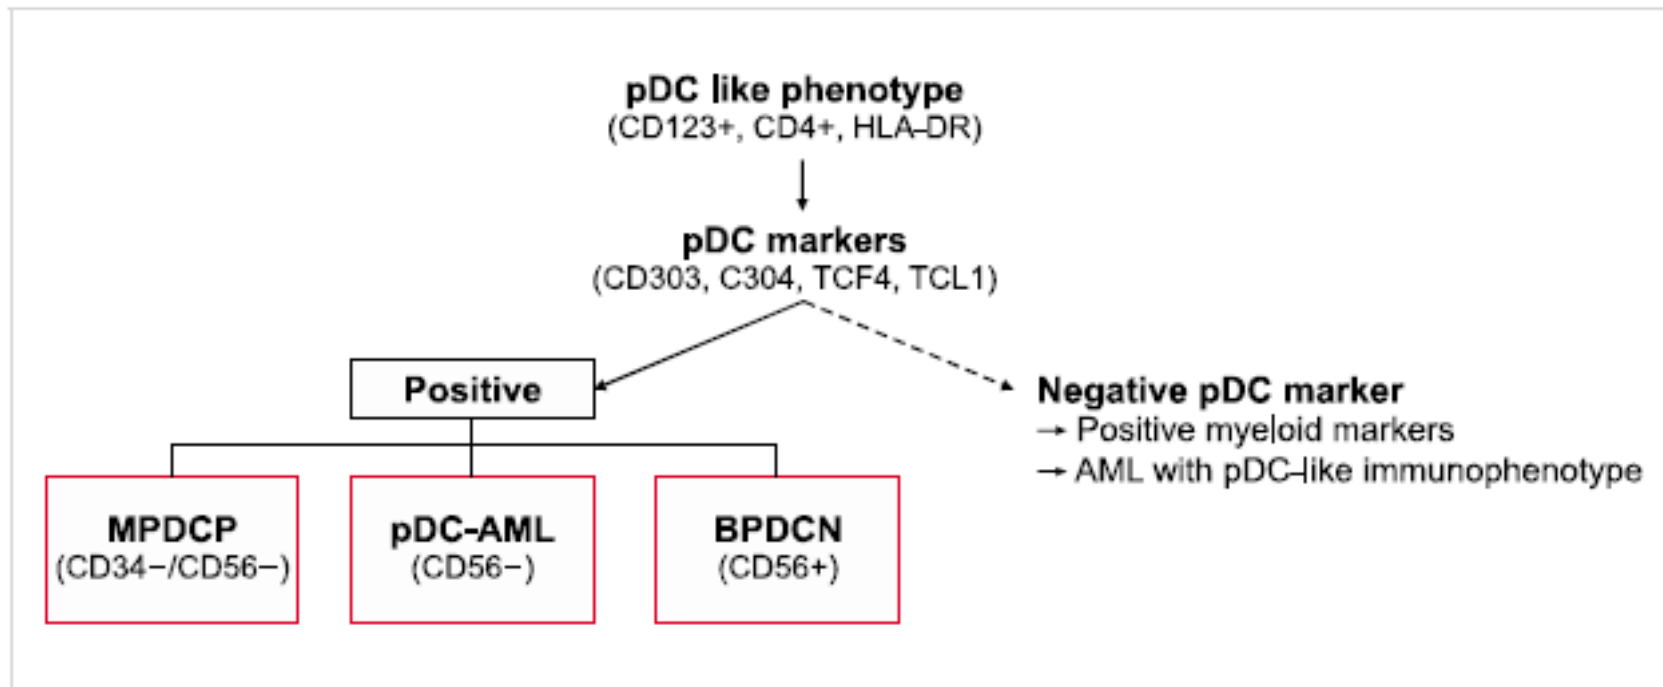 pDC like phenotype
(CD123+, CD4+, HLA-DR)
pDC markers
(CD303, C304, TCF4, TCL1)
Positive
Negative pDC marker
→ Positive myeloid markers
→ AML with pDC-like immunophenotype
MPDCP
(CD34−/CD56−)
pDC-AML
(CD56−)
BPDCN
(CD56+)